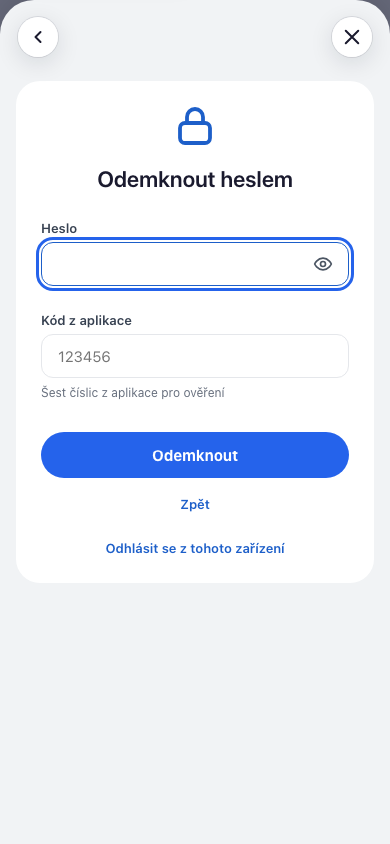 Odemknout heslem
Heslo
Kód z aplikace
123456
Šest číslic z aplikace pro ověření
Odemknout
Zpět
Odhlásit se z tohoto zařízení